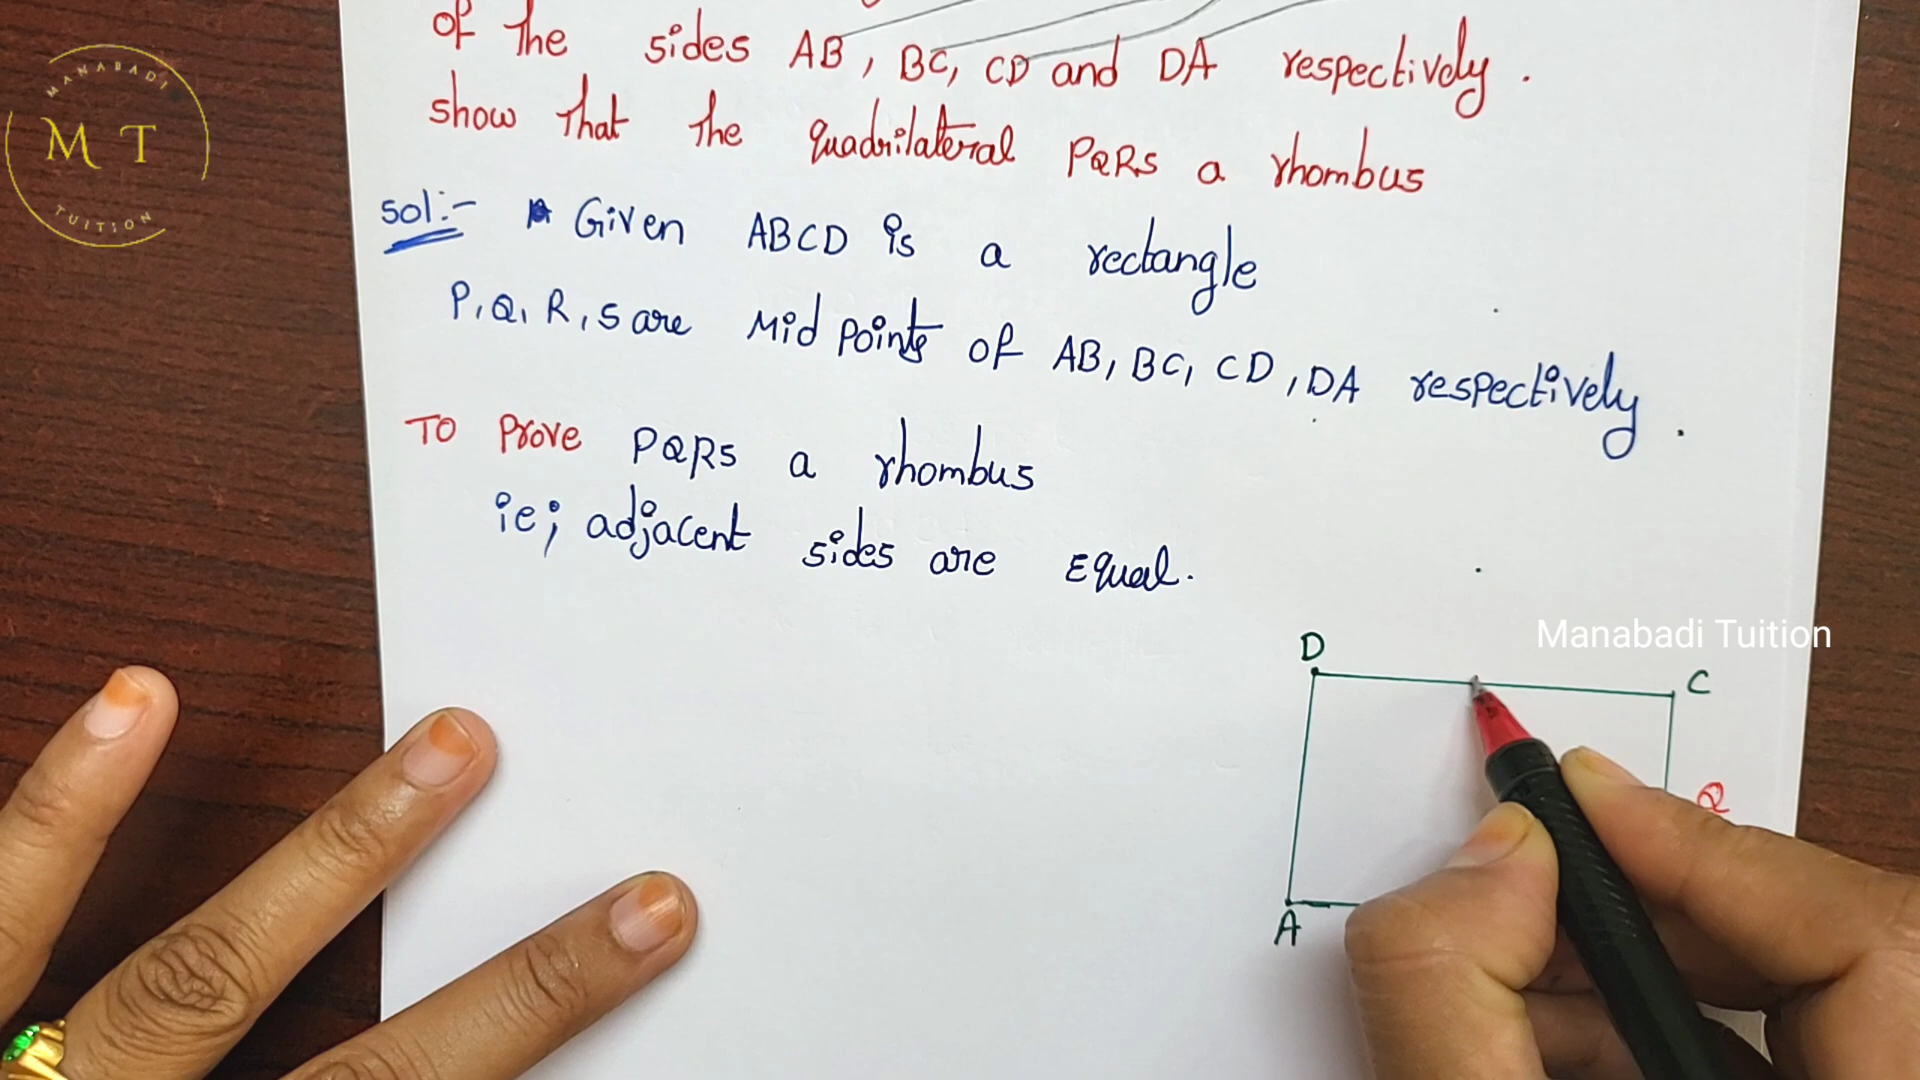 of the sides AB, BC, CD and DA respectively.
show that the quadrilateral PQRS a rhombus
Sol:- Given ABCD is a rectangle
P, Q, R, S are Mid points of AB, BC, CD, DA respectively.
TO Prove PQRS a rhombus
ie; adjacent sides are Equal.
MANABADI
M T
TUITION
Manabadi Tuition
D
C
Q
A